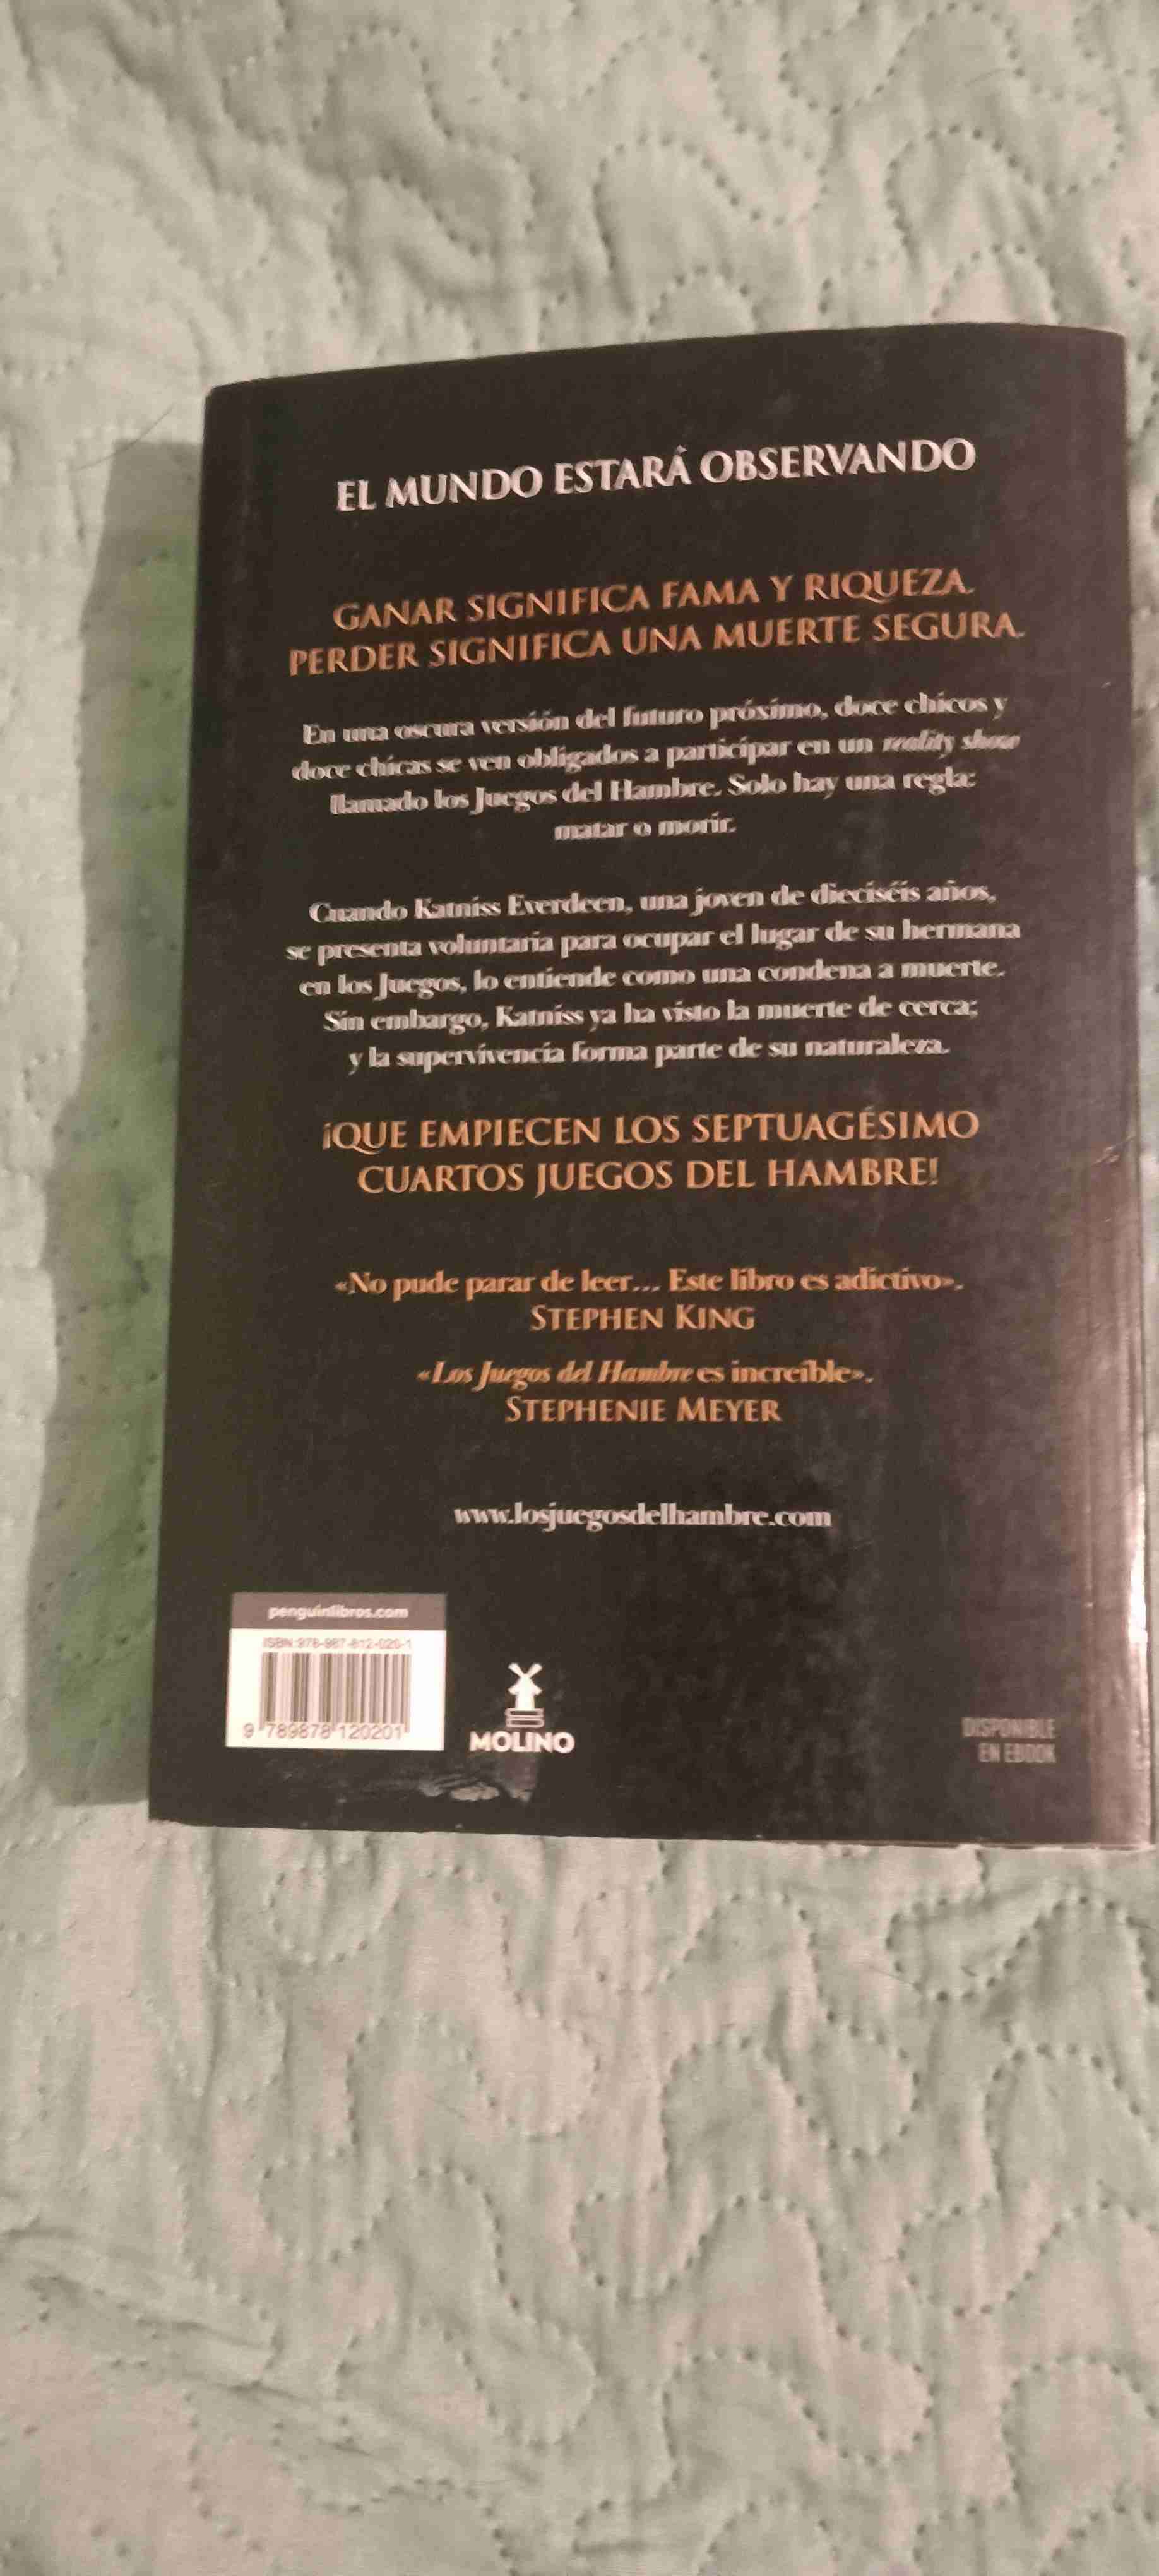 EL MUNDO ESTARÁ OBSERVANDO
GANAR SIGNIFICA FAMA Y RIQUEZA.
PERDER SIGNIFICA UNA MUERTE SEGURA.
En una oscura versión del futuro próximo, doce chicos y
doce chicas se ven obligados a participar en un reality show
llamado los Juegos del Hambre. Solo hay una regla:
matar o morir.
Cuando Katniss Everdeen, una joven de dieciséis años,
se presenta voluntaria para ocupar el lugar de su hermana
en los Juegos, lo entiende como una condena a muerte.
Sin embargo, Katniss ya ha visto la muerte de cerca;
y la supervivencia forma parte de su naturaleza.
¡QUE EMPIECEN LOS SEPTUAGÉSIMO
CUARTOS JUEGOS DEL HAMBRE!
«No pude parar de leer... Este libro es adictivo».
STEPHEN KING
«Los Juegos del Hambre es increíble».
STEPHENIE MEYER
www.losjuegosdelhambre.com
penguinlibros.com
ISBN: 978-987-812-020-1
9 789878 120201
MOLINO
DISPONIBLE
EN EBOOK